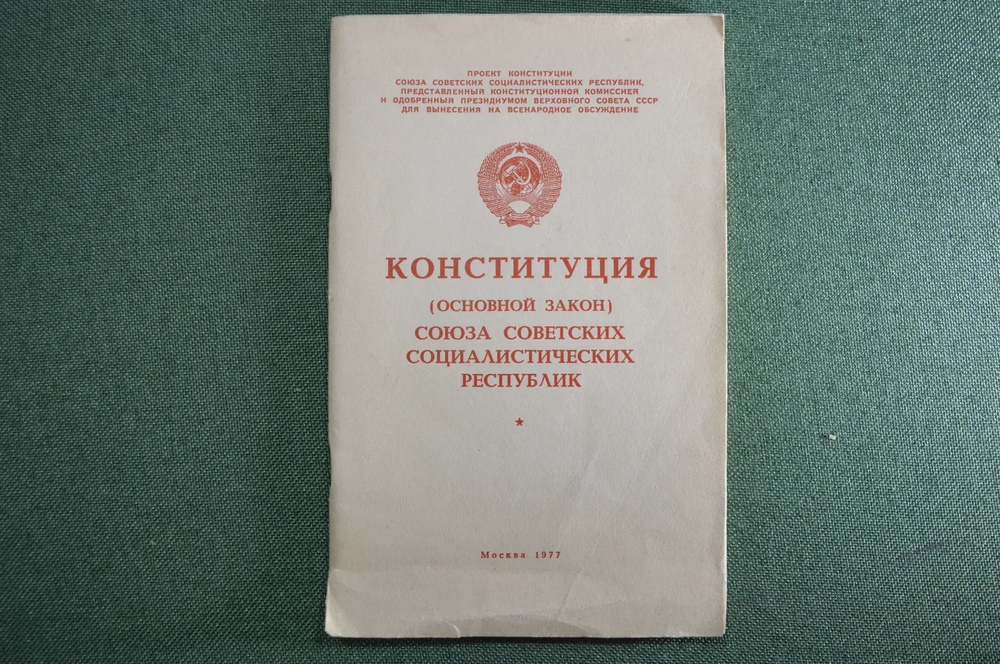 ПРОЕКТ КОНСТИТУЦИИ
СОЮЗА СОВЕТСКИХ СОЦИАЛИСТИЧЕСКИХ РЕСПУБЛИК,
ПРЕДСТАВЛЕННЫЙ КОНСТИТУЦИОННОЙ КОМИССИЕЙ
И ОДОБРЕННЫЙ ПРЕЗИДИУМОМ ВЕРХОВНОГО СОВЕТА СССР
ДЛЯ ВЫНЕСЕНИЯ НА ВСЕНАРОДНОЕ ОБСУЖДЕНИЕ
КОНСТИТУЦИЯ
(ОСНОВНОЙ ЗАКОН)
СОЮЗА СОВЕТСКИХ
СОЦИАЛИСТИЧЕСКИХ
РЕСПУБЛИК
Москва 1977